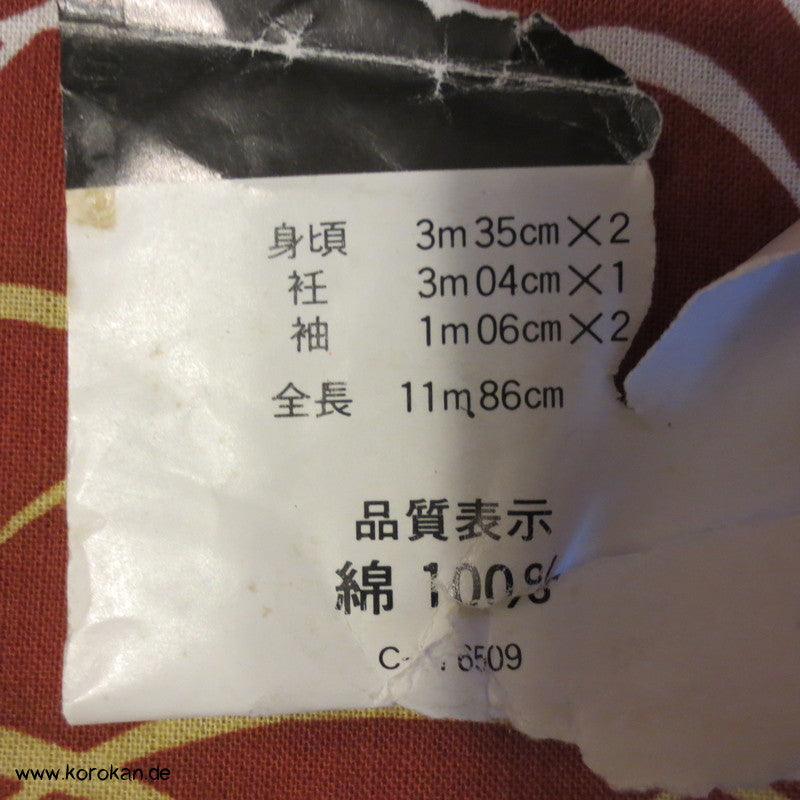 身頃 3m35cm×2
衽 3m04cm×1
袖 1m06cm×2
全長 11m86cm
品質表示
綿 100%
6509
www.korokan.de